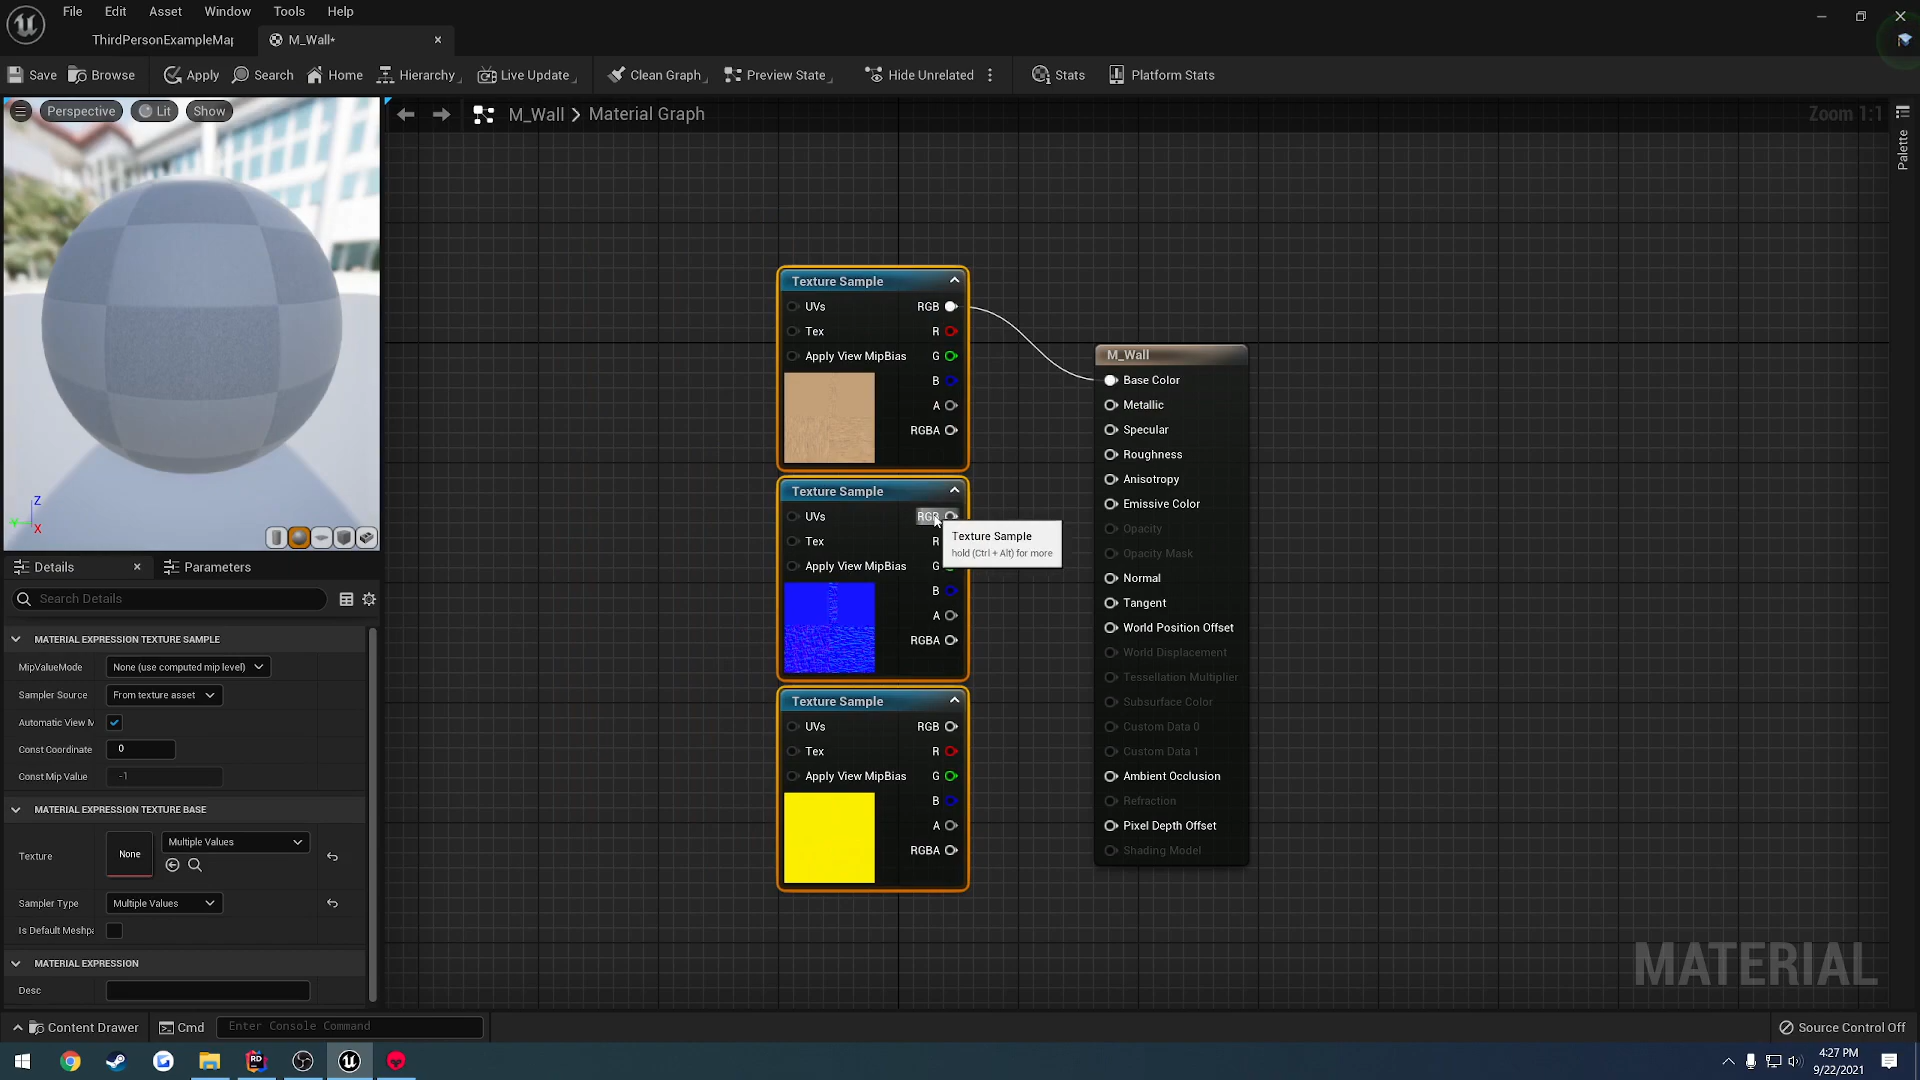 File Edit Asset Window Tools Help
ThirdPersonExampleMap
M_Wall*
Save Browse Apply Search Home Hierarchy Live Update Clean Graph Preview State Hide Unrelated Stats Platform Stats
Perspective Lit Show
M_Wall > Material Graph
Zoom 1:1
Palette
Texture Sample
UVs RGB
Tex R
Apply View MipBias G
B
A
RGBA
Texture Sample
UVs RGB
Tex R
Apply View MipBias G
B
A
RGBA
Texture Sample
hold (Ctrl + Alt) for more
Texture Sample
UVs RGB
Tex R
Apply View MipBias G
B
A
RGBA
M_Wall
Base Color
Metallic
Specular
Roughness
Anisotropy
Emissive Color
Opacity
Opacity Mask
Normal
Tangent
World Position Offset
World Displacement
Tessellation Multiplier
Subsurface Color
Custom Data 0
Custom Data 1
Ambient Occlusion
Refraction
Pixel Depth Offset
Shading Model
MATERIAL
Z
Y
X
Details
Parameters
Search Details
MATERIAL EXPRESSION TEXTURE SAMPLE
MipValueMode None (use computed mip level)
Sampler Source From texture asset
Automatic View M
Const Coordinate 0
Const Mip Value -1
MATERIAL EXPRESSION TEXTURE BASE
Texture None Multiple Values
Sampler Type Multiple Values
Is Default Meshpa
MATERIAL EXPRESSION
Desc
Content Drawer Cmd Enter Console Command
Source Control Off
RD
4:27 PM
9/22/2021